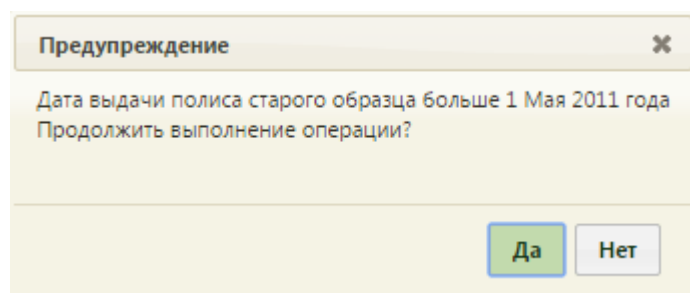 Предупреждение
Дата выдачи полиса старого образца больше 1 Мая 2011 года
Продолжить выполнение операции?
Да
Нет